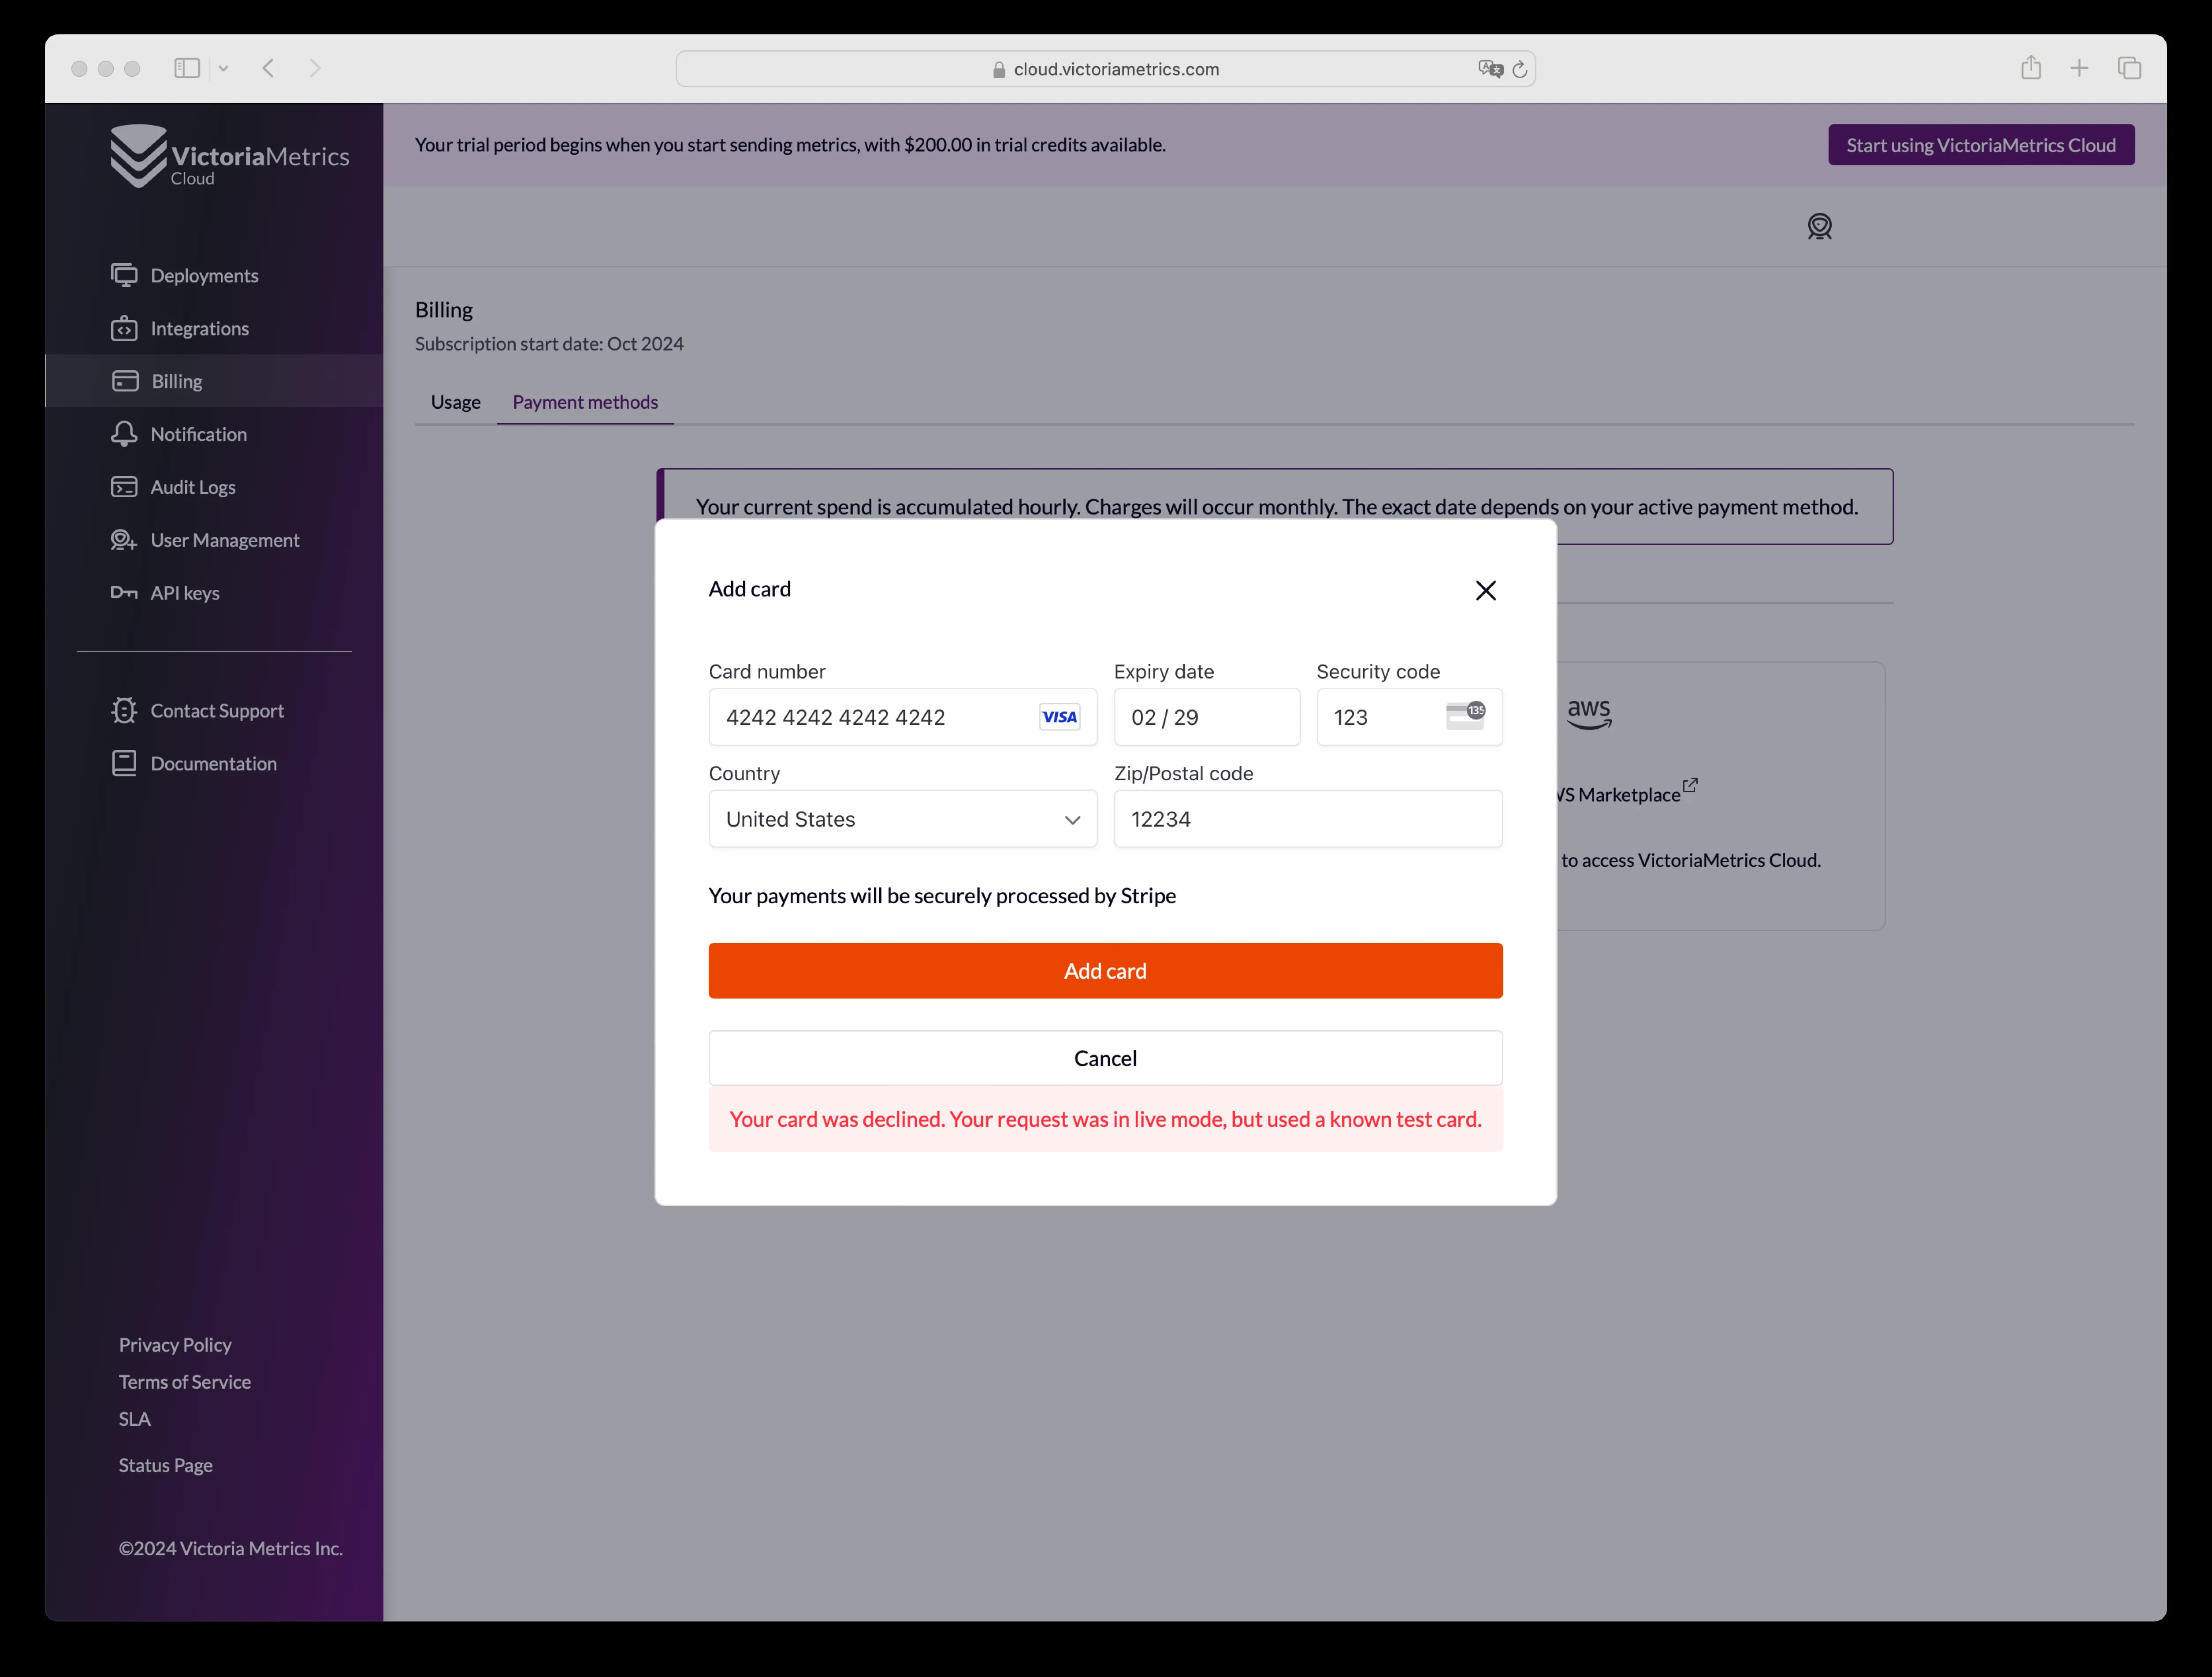 cloud.victoriametrics.com
VictoriaMetrics
Cloud
Your trial period begins when you start sending metrics, with $200.00 in trial credits available.
Start using VictoriaMetrics Cloud
Deployments
Integrations
Billing
Notification
Audit Logs
User Management
API keys
Contact Support
Documentation
Privacy Policy
Terms of Service
SLA
Status Page
©2024 Victoria Metrics Inc.
Billing
Subscription start date: Oct 2024
Usage
Payment methods
Your current spend is accumulated hourly. Charges will occur monthly. The exact date depends on your active payment method.
Add card
Card number
Expiry date
Security code
4242 4242 4242 4242
VISA
02 / 29
123
135
Country
Zip/Postal code
United States
12234
Your payments will be securely processed by Stripe
Add card
Cancel
Your card was declined. Your request was in live mode, but used a known test card.
aws
Marketplace
to access VictoriaMetrics Cloud.